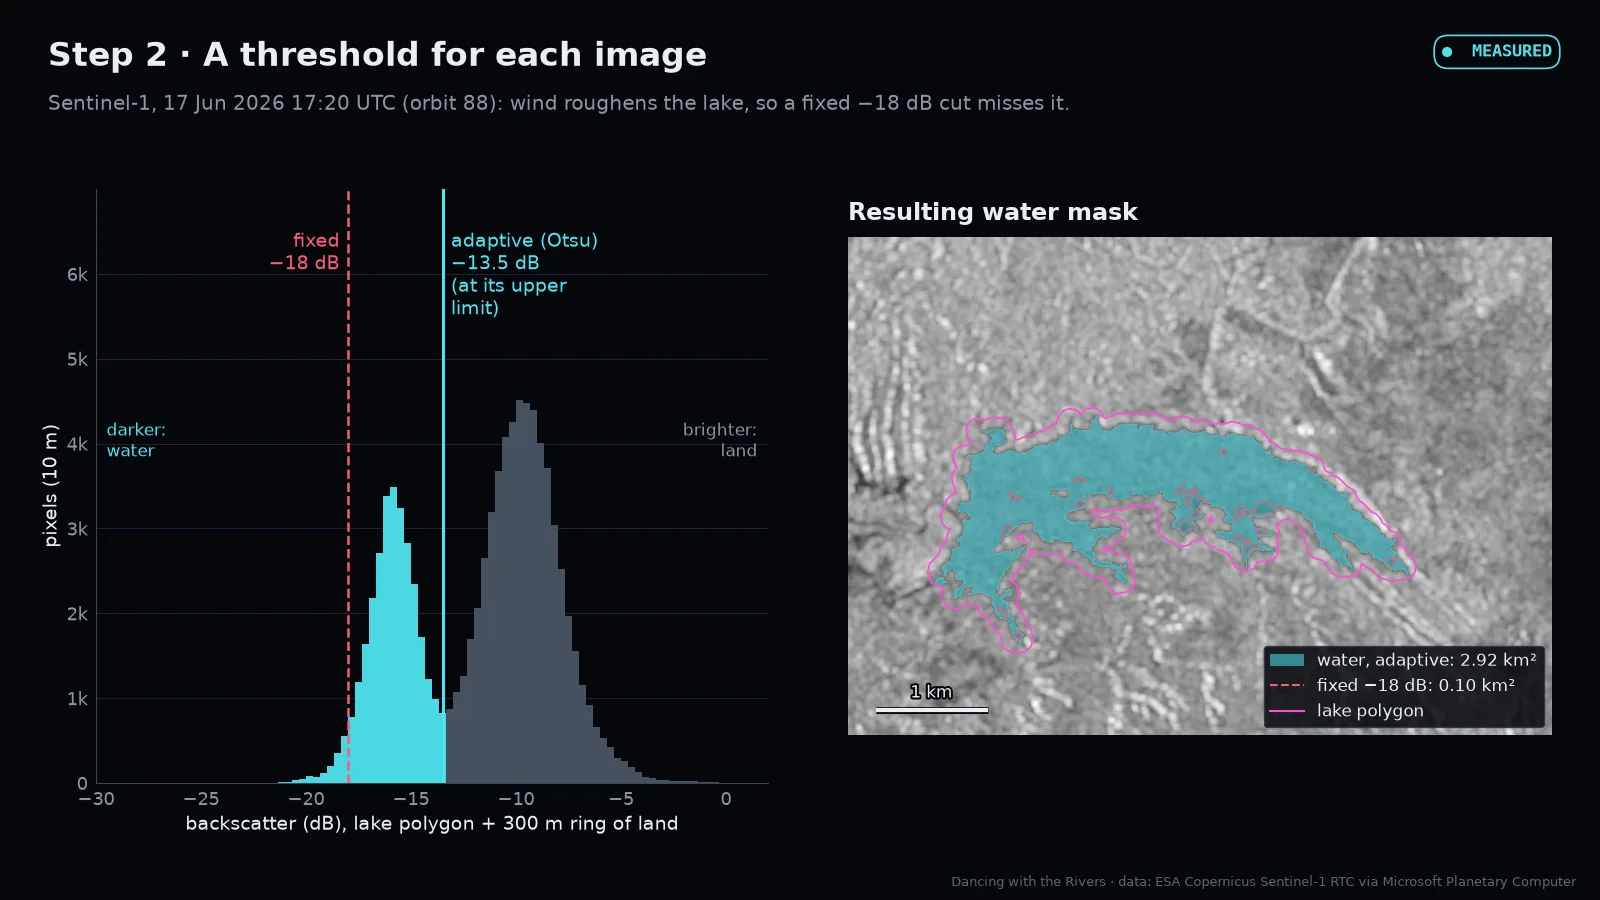 Step 2 · A threshold for each image
MEASURED
Sentinel-1, 17 Jun 2026 17:20 UTC (orbit 88): wind roughens the lake, so a fixed −18 dB cut misses it.
fixed
−18 dB
adaptive (Otsu)
−13.5 dB
(at its upper
limit)
darker:
water
brighter:
land
pixels (10 m)
6k
5k
4k
3k
2k
1k
0
−30
−25
−20
−15
−10
−5
0
backscatter (dB), lake polygon + 300 m ring of land
Resulting water mask
1 km
water, adaptive: 2.92 km²
fixed −18 dB: 0.10 km²
lake polygon
Dancing with the Rivers · data: ESA Copernicus Sentinel-1 RTC via Microsoft Planetary Computer